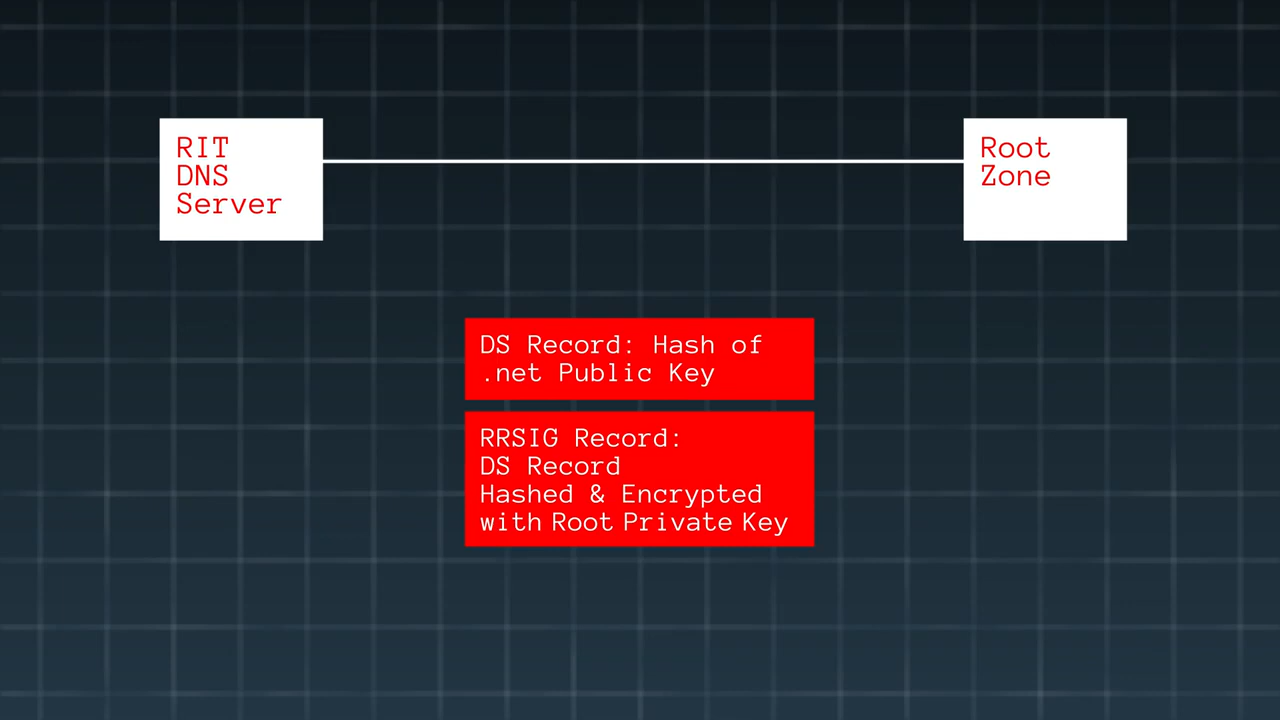 RIT
DNS
Server
Root
Zone
DS Record: Hash of
.net Public Key
RRSIG Record:
DS Record
Hashed & Encrypted
with Root Private Key